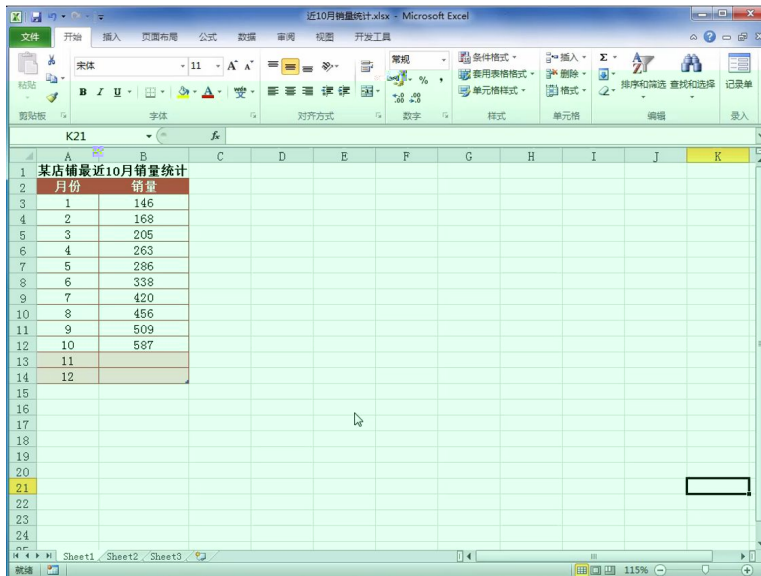 近10月销量统计.xlsx - Microsoft Excel
文件 开始 插入 页面布局 公式 数据 审阅 视图 开发工具
宋体 11 A A 常规 条件格式 插入 Σ
粘贴 套用表格格式 删除 排序和筛选 查找和选择 记录单
B I U A 变 % , 单元格样式 格式
剪贴板 字体 对齐方式 数字 样式 单元格 编辑 录入
K21 fx
A B C D E F G H I J K
1 某店铺最近10月销量统计
2 月份 销量
3 1 146
4 2 168
5 3 205
6 4 263
7 5 286
8 6 338
9 7 420
10 8 456
11 9 509
12 10 587
13 11
14 12
15
16
17
18
19
20
21
22
23
24
Sheet1 Sheet2 Sheet3
就绪 115%